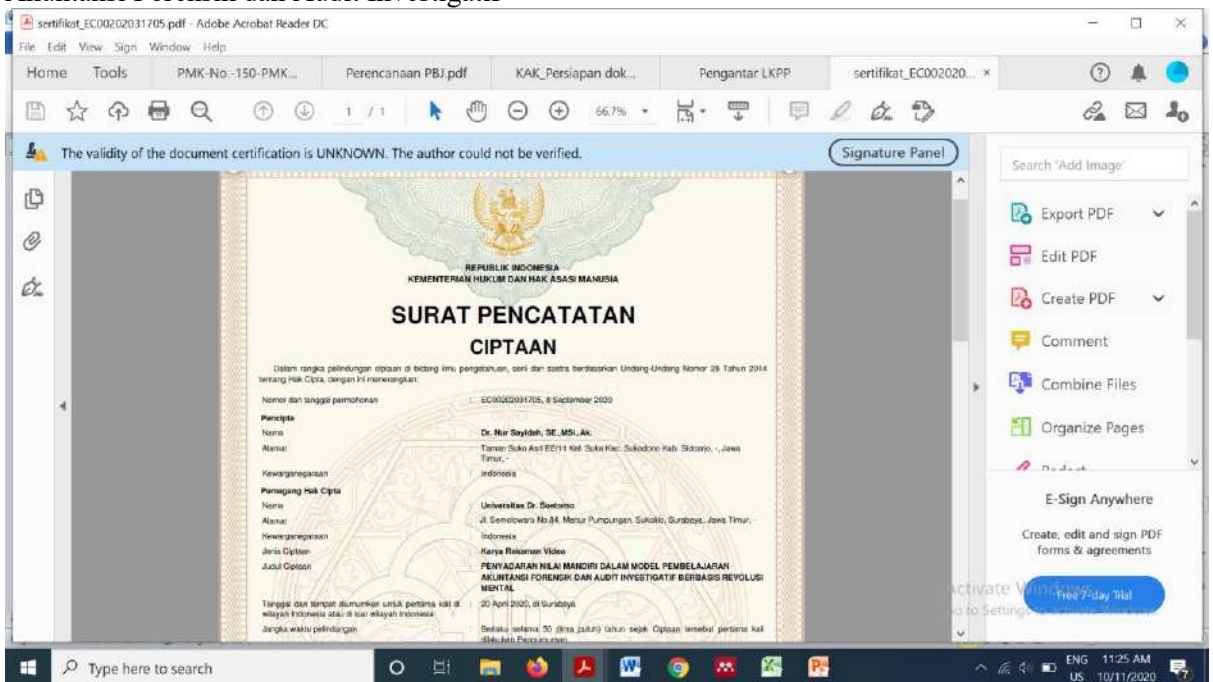 sertifikat_EC00202031705.pdf - Adobe Acrobat Reader DC
File Edit View Sign Window Help
Home Tools PMK-No.-150-PMK... Perencanaan PBJ.pdf KAK_Persiapan dok... Pengantar LKPP sertifikat_EC002020... ×
1 / 1 66.7%
The validity of the document certification is UNKNOWN. The author could not be verified.
Signature Panel
REPUBLIK INDONESIA
KEMENTERIAN HUKUM DAN HAK ASASI MANUSIA
SURAT PENCATATAN
CIPTAAN
Dalam rangka pelindungan ciptaan di bidang ilmu pengetahuan, seni dan sastra berdasarkan Undang-Undang Nomor 28 Tahun 2014
tentang Hak Cipta, dengan ini menerangkan:
Nomor dan tanggal permohonan : EC00202031705, 8 September 2020
Pencipta
Nama : Dr. Nur Sayidah, SE.,MSi.,Ak.
Alamat : Taman Suko Asri EE/11 Kel. Suko Kec. Sukodono Kab. Sidoarjo, -, Jawa
Timur, -
Kewarganegaraan : Indonesia
Pemegang Hak Cipta
Nama : Universitas Dr. Soetomo
Alamat : Jl. Semolowaru No.84, Menur Pumpungan, Sukolilo, Surabaya, Jawa Timur, -
Kewarganegaraan : Indonesia
Jenis Ciptaan : Karya Rekaman Video
Judul Ciptaan : PENYADARAN NILAI MANDIRI DALAM MODEL PEMBELAJARAN
AKUNTANSI FORENSIK DAN AUDIT INVESTIGATIF BERBASIS REVOLUSI
MENTAL
Tanggal dan tempat diumumkan untuk pertama kali di : 20 April 2020, di Surabaya
wilayah Indonesia atau di luar wilayah Indonesia
Jangka waktu pelindungan : Berlaku selama 50 (lima puluh) tahun sejak Ciptaan tersebut pertama kali
dilakukan Pengumuman.
Search 'Add Image'
Export PDF
Edit PDF
Create PDF
Comment
Combine Files
Organize Pages
E-Sign Anywhere
Create, edit and sign PDF
forms & agreements
Free 7-day Trial
Activate Windows
Go to Settings to activate Windows.
Type here to search
ENG 11:25 AM
US 10/11/2020